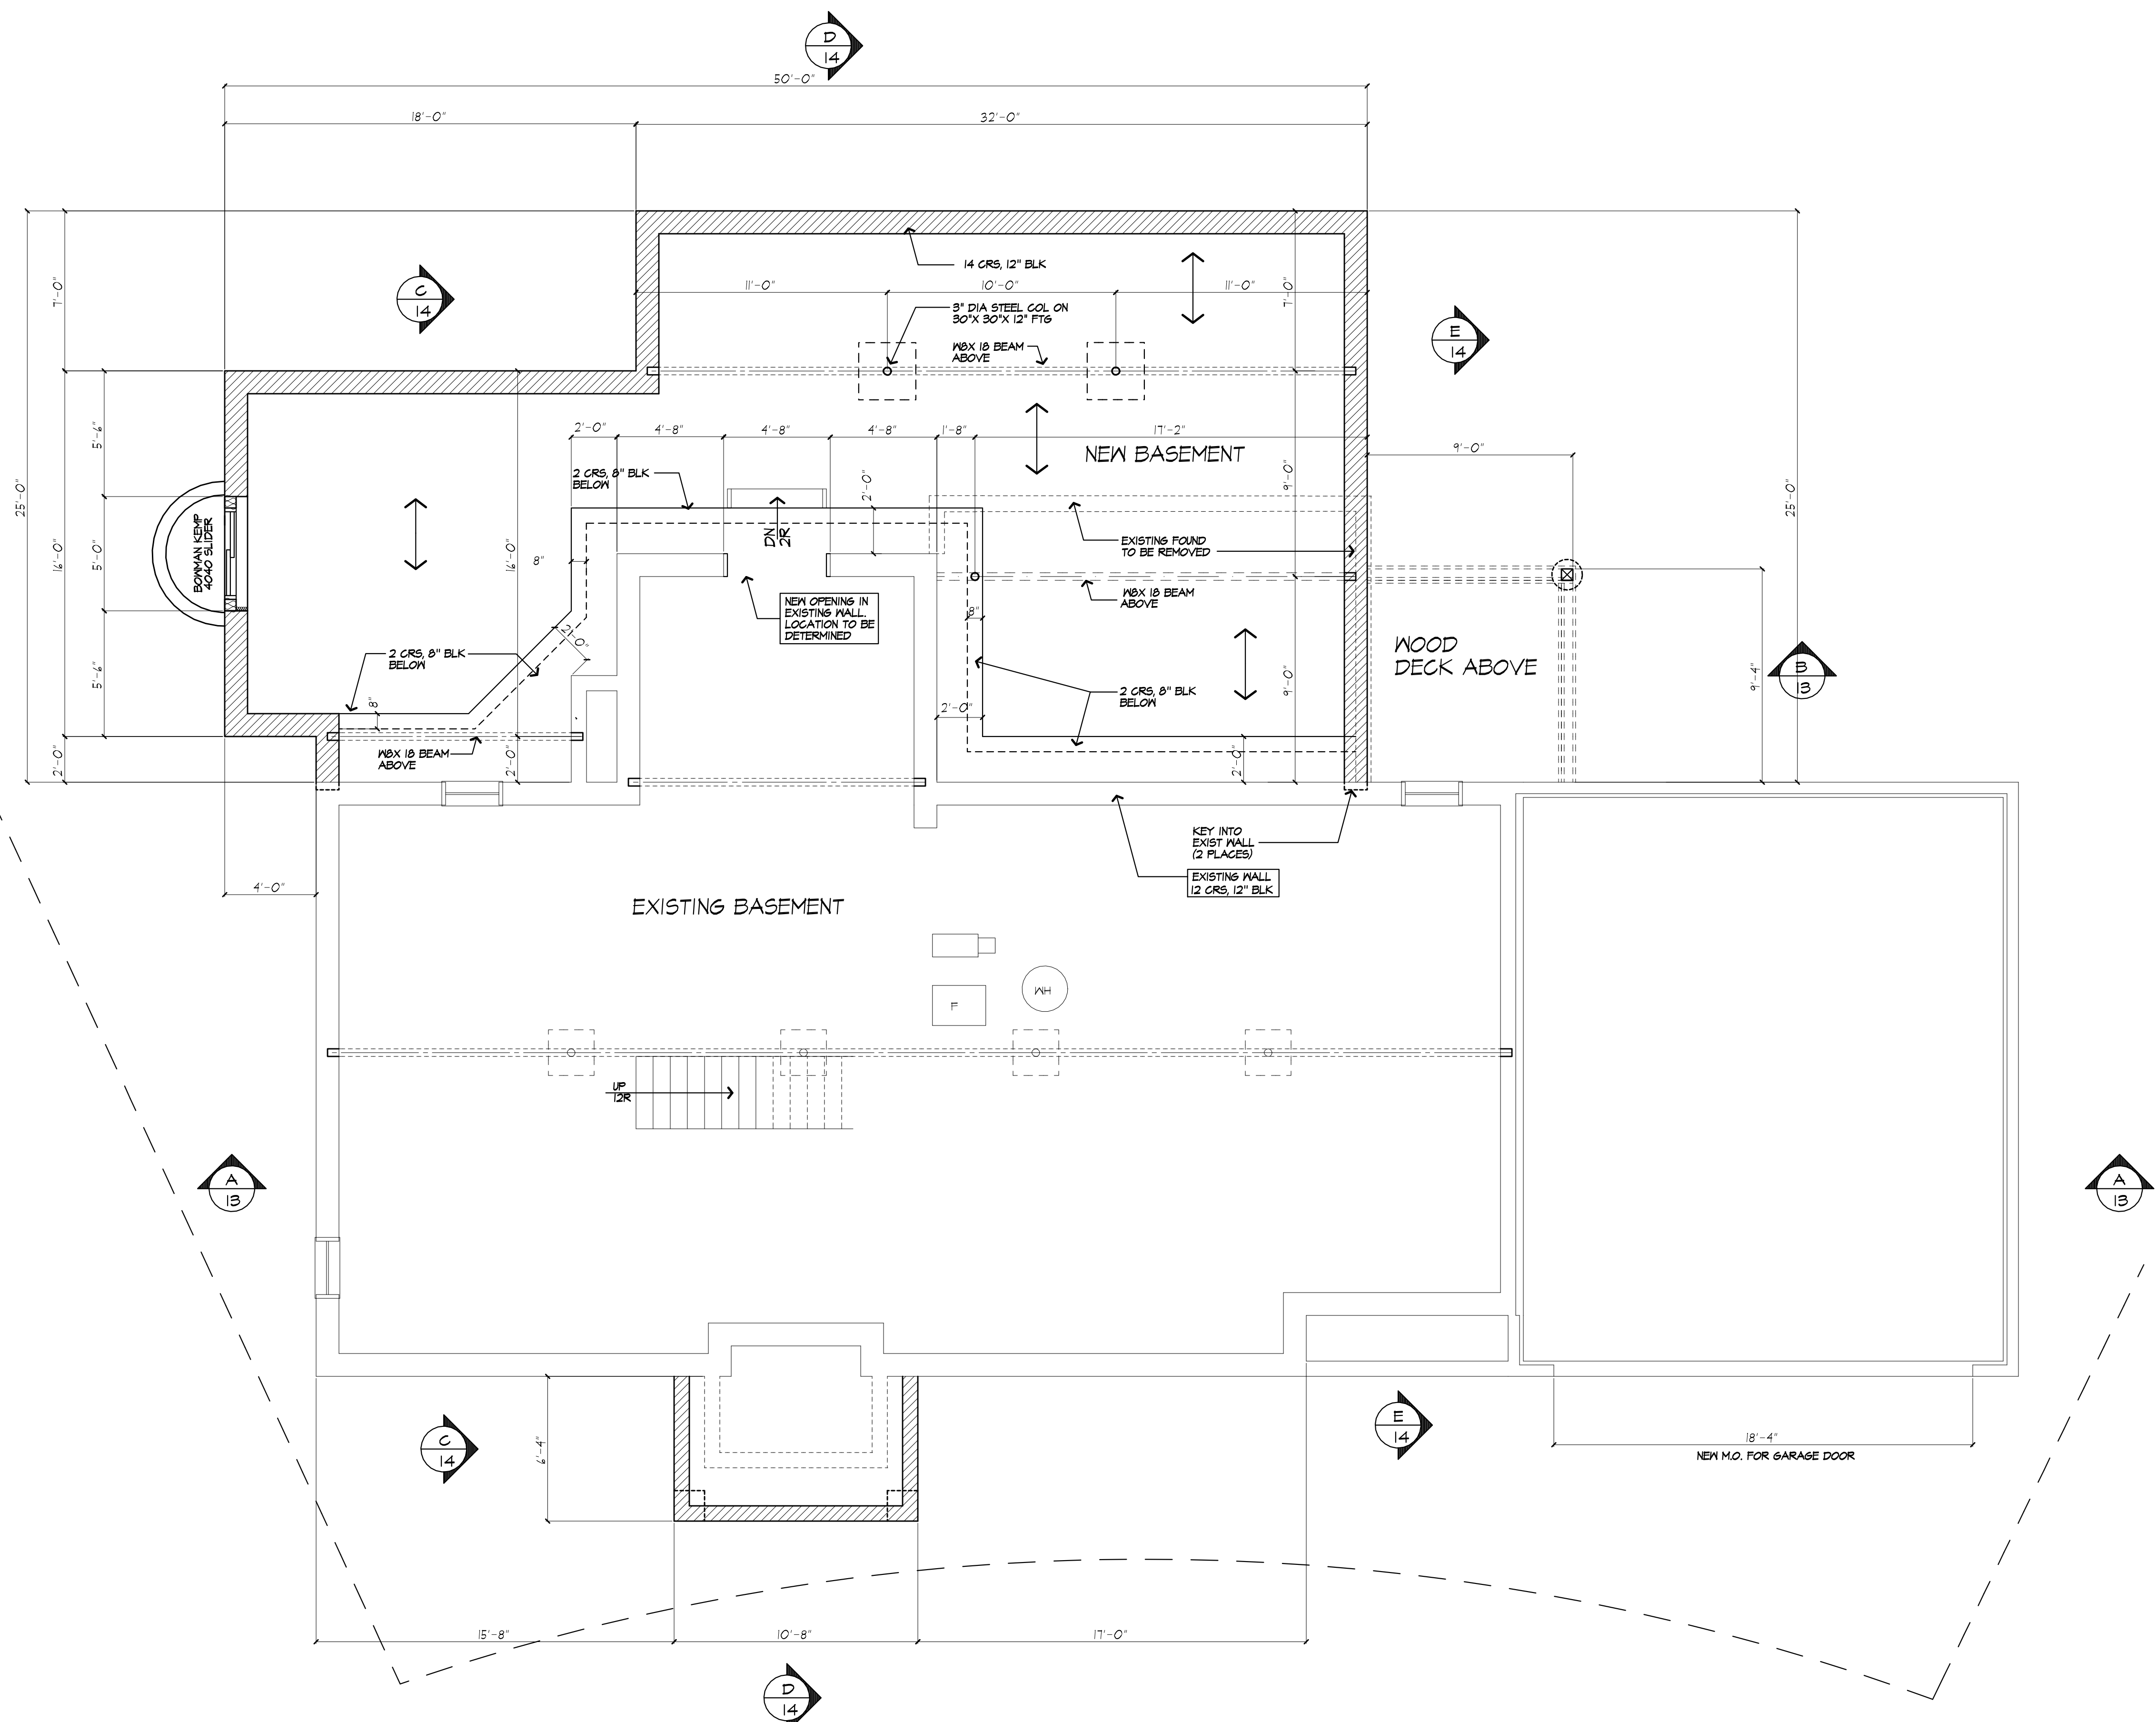 D
14
50'-0"
18'-0"
32'-0"
C
14
14 CRS, 12" BLK
11'-0"
10'-0"
11'-0"
7'-0"
7'-0"
3" DIA STEEL COL ON
30"X 30"X 12" FTG
W8X 18 BEAM
ABOVE
E
14
2'-0"
4'-8"
4'-8"
4'-8"
1'-8"
17'-2"
5'-6"
NEW BASEMENT
9'-0"
9'-0"
2 CRS, 8" BLK
BELOW
2'-0"
25'-0"
25'-0"
DN
2R
EXISTING FOUND
TO BE REMOVED
BOWMAN KEMP
4040 SLIDER
16'-0"
5'-0"
16'-0"
8"
W8X 18 BEAM
ABOVE
NEW OPENING IN
EXISTING WALL.
LOCATION TO BE
DETERMINED
8"
2'-0"
WOOD
DECK ABOVE
2 CRS, 8" BLK
BELOW
5'-6"
9'-0"
9'-4"
B
13
2 CRS, 8" BLK
BELOW
8"
2'-0"
W8X 18 BEAM
ABOVE
2'-0"
2'-0"
2'-0"
KEY INTO
EXIST WALL
(2 PLACES)
EXISTING WALL
12 CRS, 12" BLK
4'-0"
EXISTING BASEMENT
WH
F
UP
12R
A
13
A
13
E
14
C
14
6'-4"
18'-4"
NEW M.O. FOR GARAGE DOOR
15'-8"
10'-8"
17'-0"
D
14